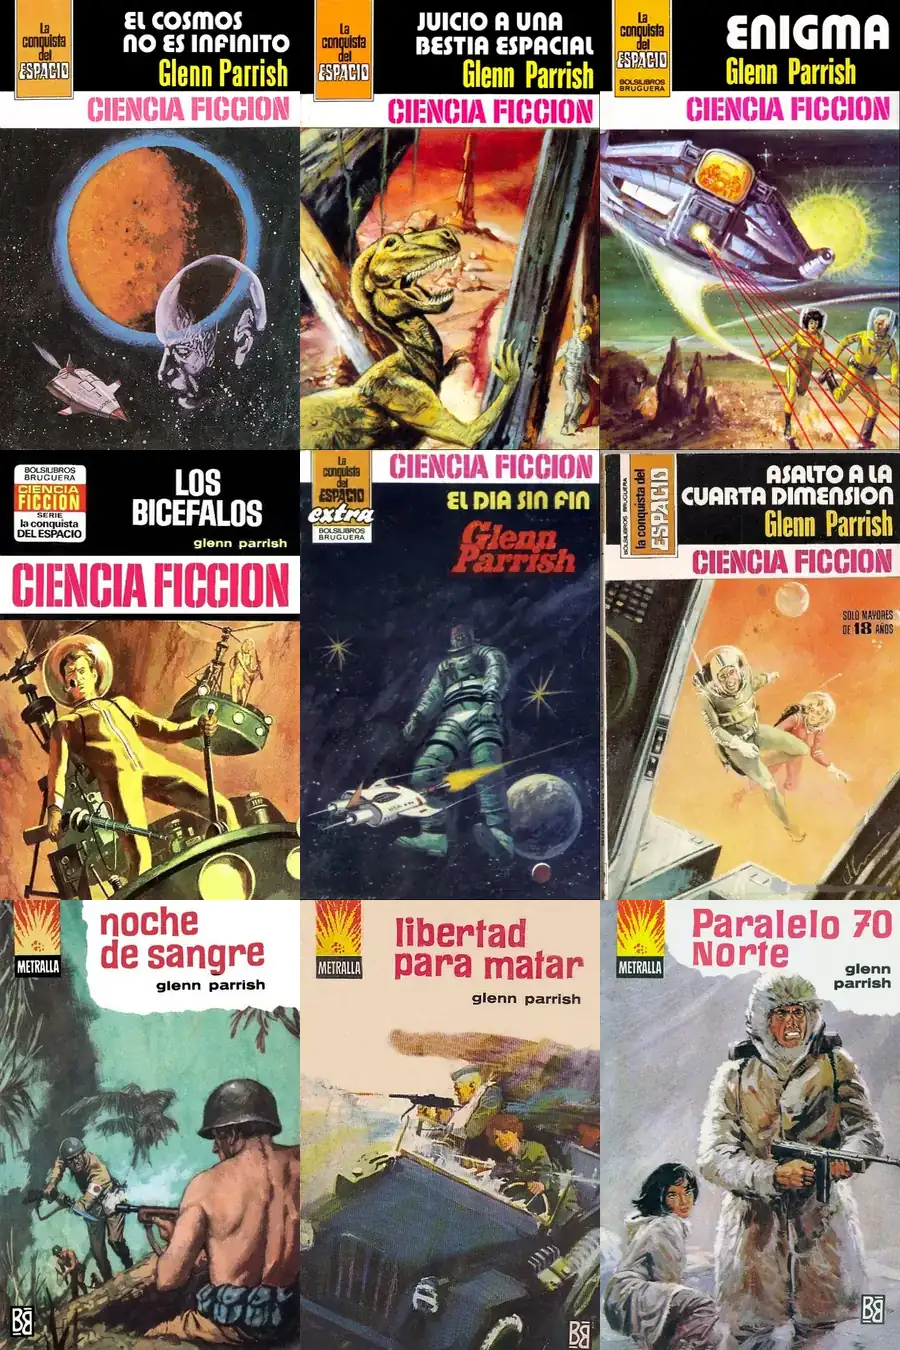 La
conquista
del
ESPACIO
EL COSMOS
NO ES INFINITO
Glenn Parrish
CIENCIA FICCION
La
conquista
del
ESPACIO
JUICIO A UNA
BESTIA ESPACIAL
Glenn Parrish
CIENCIA FICCION
La
conquista
del
ESPACIO
BOLSILIBROS
BRUGUERA
ENIGMA
Glenn Parrish
CIENCIA FICCION
BOLSILIBROS
BRUGUERA
CIENCIA
FICCION
SERIE
la conquista
DEL ESPACIO
LOS
BICEFALOS
glenn parrish
CIENCIA FICCION
La
conquista
del
ESPACIO
extra
BOLSILIBROS
BRUGUERA
CIENCIA FICCION
EL DIA SIN FIN
Glenn
Parrish
BOLSILIBROS BRUGUERA
la conquista del
ESPACIO
ASALTO A LA
CUARTA DIMENSION
Glenn Parrish
CIENCIA FICCION
SOLO MAYORES
DE 18 AÑOS
METRALLA
noche
de sangre
glenn parrish
BB
METRALLA
libertad
para matar
glenn parrish
BB
METRALLA
Paralelo 70
Norte
glenn
parrish
BB